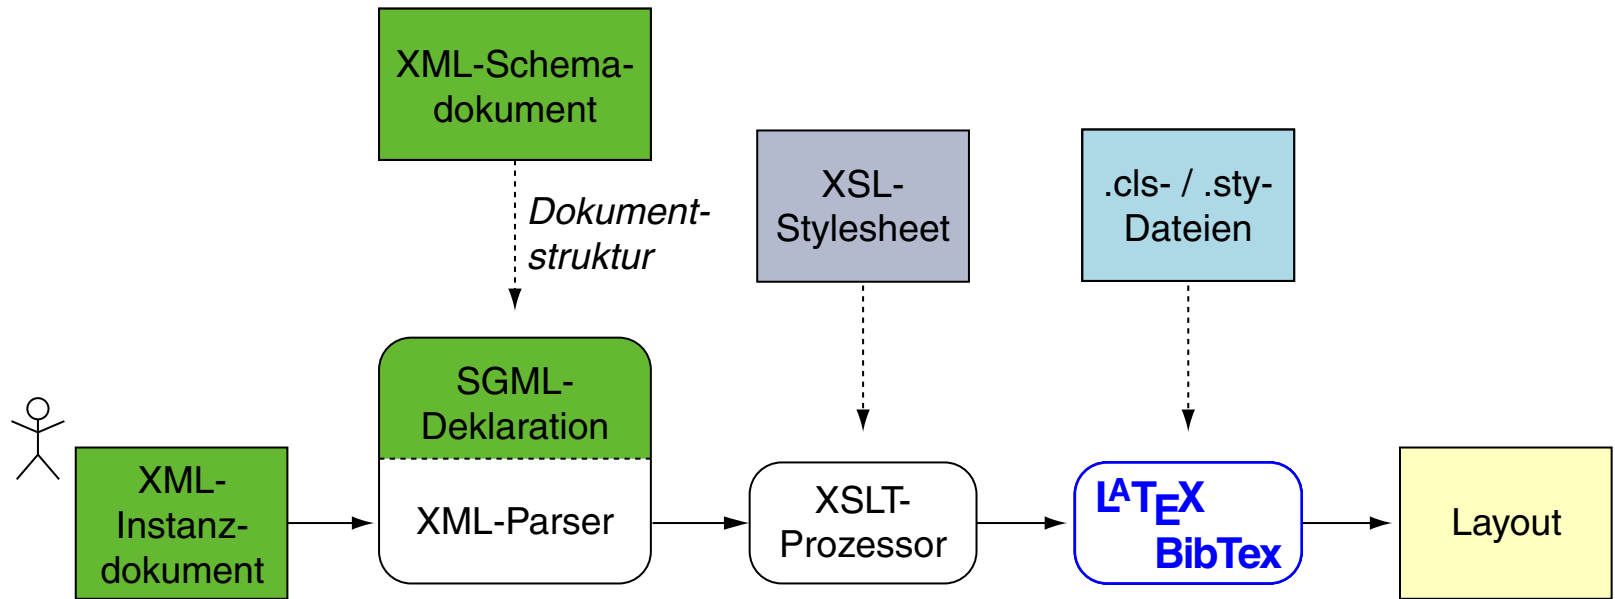 XML-Schema-
dokument
Dokument-
struktur
XSL-
Stylesheet
.cls- / .sty-
Dateien
SGML-
Deklaration
XML-
Instanz-
dokument
XML-Parser
XSLT-
Prozessor
LATEX
BibTex
Layout